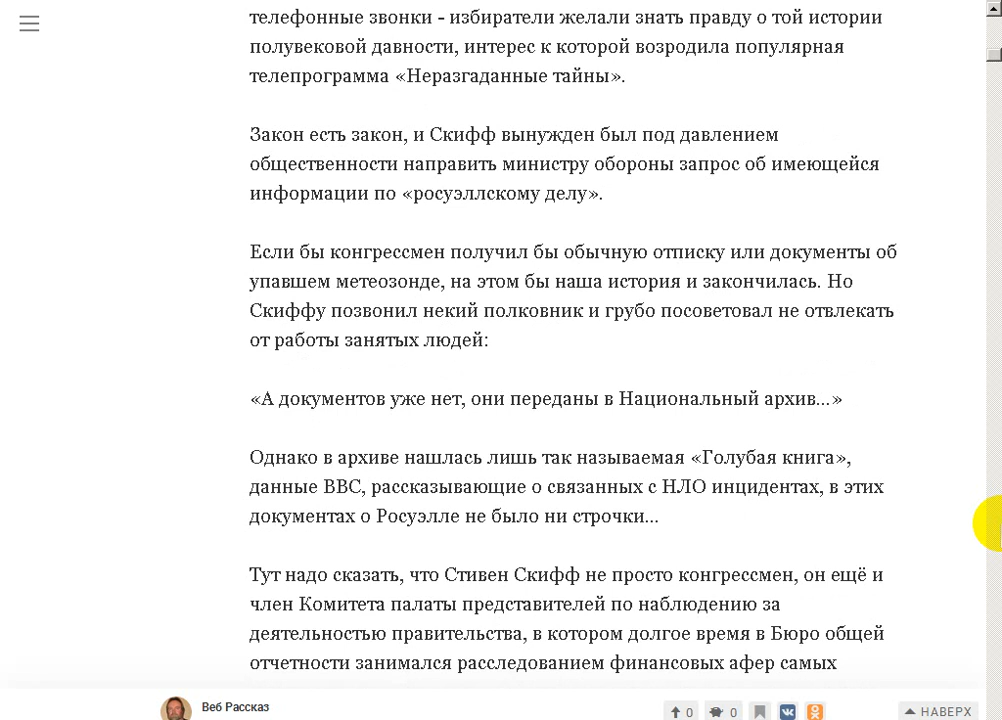 телефонные звонки - избиратели желали знать правду о той истории
полувековой давности, интерес к которой возродила популярная
телепрограмма «Неразгаданные тайны».
Закон есть закон, и Скифф вынужден был под давлением
общественности направить министру обороны запрос об имеющейся
информации по «росуэллскому делу».
Если бы конгрессмен получил бы обычную отписку или документы об
упавшем метеозонде, на этом бы наша история и закончилась. Но
Скиффу позвонил некий полковник и грубо посоветовал не отвлекать
от работы занятых людей:
«А документов уже нет, они переданы в Национальный архив...»
Однако в архиве нашлась лишь так называемая «Голубая книга»,
данные ВВС, рассказывающие о связанных с НЛО инцидентах, в этих
документах о Росуэлле не было ни строчки...
Тут надо сказать, что Стивен Скифф не просто конгрессмен, он ещё и
член Комитета палаты представителей по наблюдению за
деятельностью правительства, в котором долгое время в Бюро общей
отчетности занимался расследованием финансовых афер самых
Веб Рассказ
0
0
НАВЕРХ